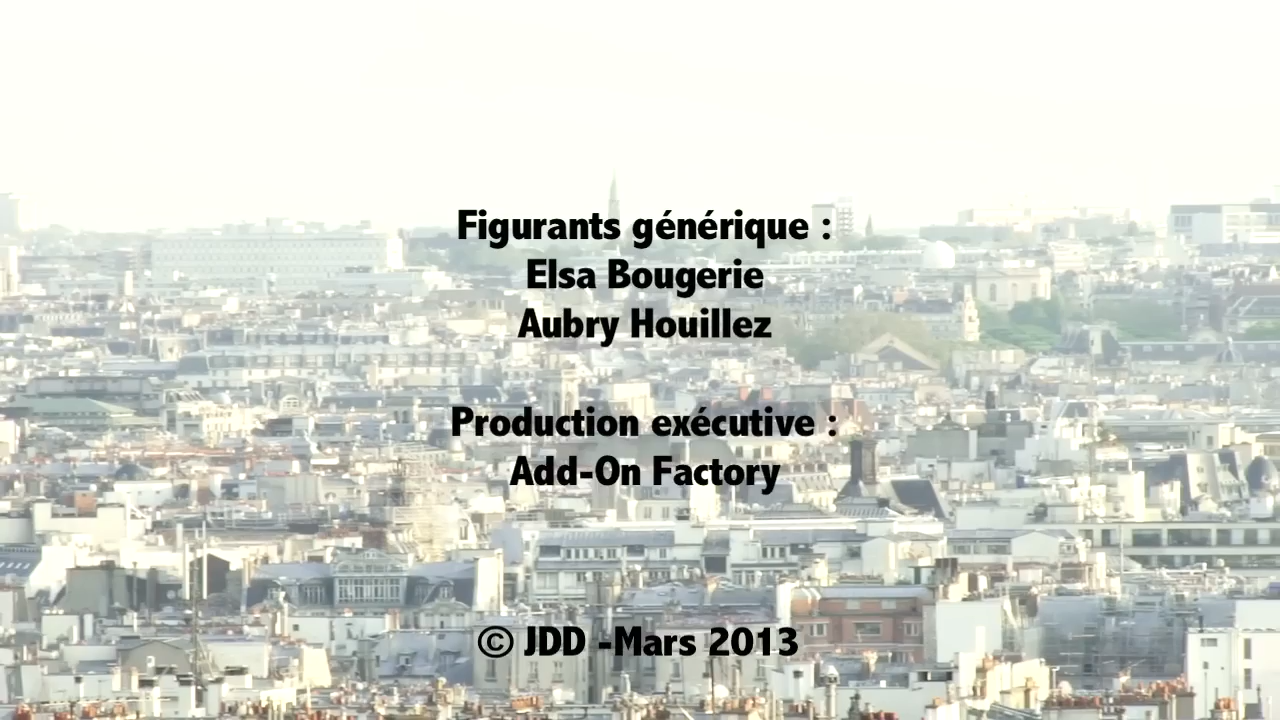 Figurants générique :
Elsa Bougerie
Aubry Houillez
Production exécutive :
Add-On Factory
© JDD -Mars 2013